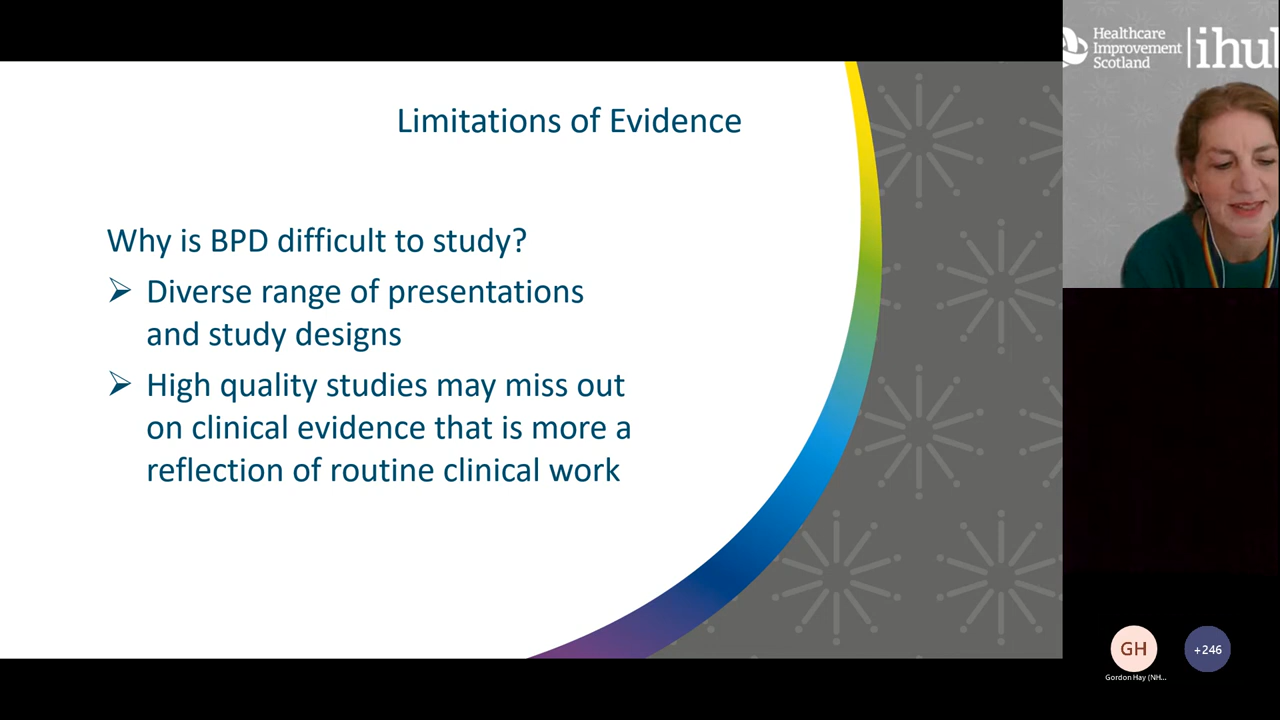 Limitations of Evidence
Why is BPD difficult to study?
Diverse range of presentations
and study designs
High quality studies may miss out
on clinical evidence that is more a
reflection of routine clinical work
Healthcare
Improvement
Scotland
ihu
GH
+246
Gordon Hay (NH...